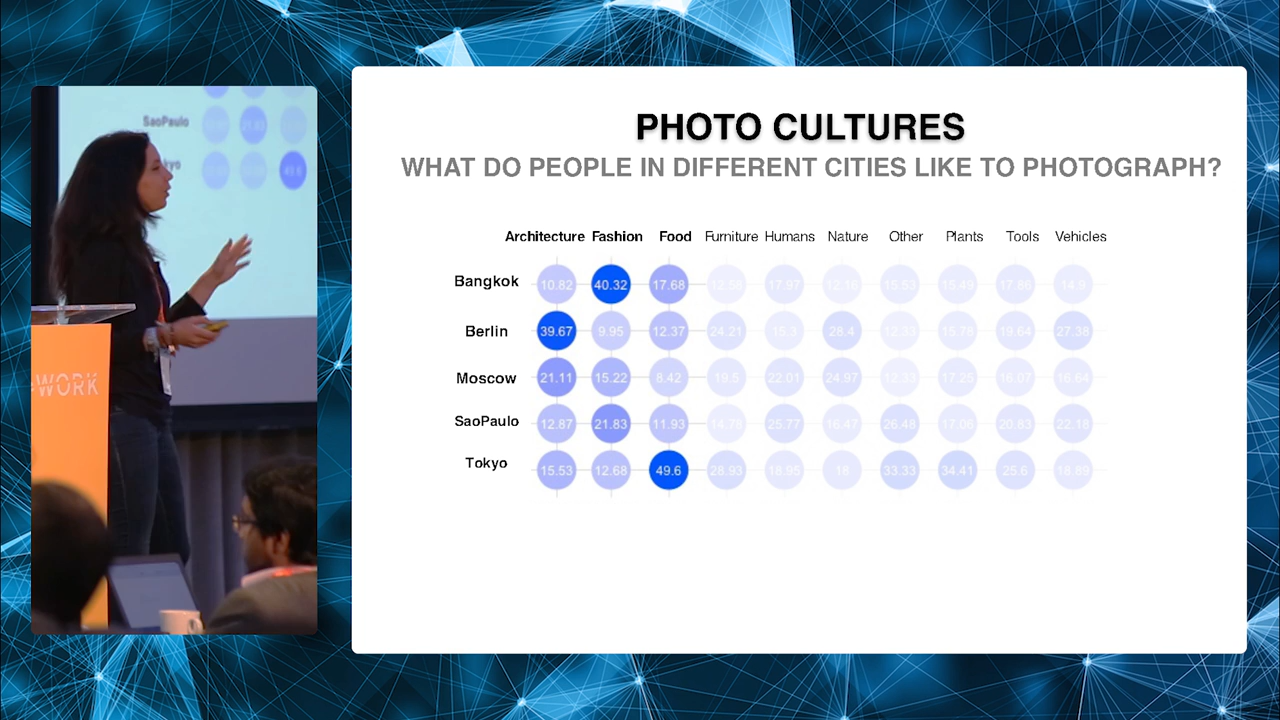 PHOTO CULTURES
WHAT DO PEOPLE IN DIFFERENT CITIES LIKE TO PHOTOGRAPH?
Architecture Fashion Food Furniture Humans Nature Other Plants Tools Vehicles
Bangkok 10.82 40.32 17.68 12.58 17.97 12.16 15.53 15.49 17.86 14.9
Berlin 39.67 9.95 12.37 24.21 15.3 28.4 12.33 15.78 19.64 27.38
Moscow 21.11 15.22 8.42 19.5 22.01 24.97 12.33 17.25 16.07 16.64
SaoPaulo 12.87 21.83 11.93 14.78 25.77 16.47 26.48 17.06 20.83 22.18
Tokyo 15.53 12.68 49.6 28.93 18.95 18 33.33 34.41 25.6 18.89
SaoPaulo
49.6
WORK